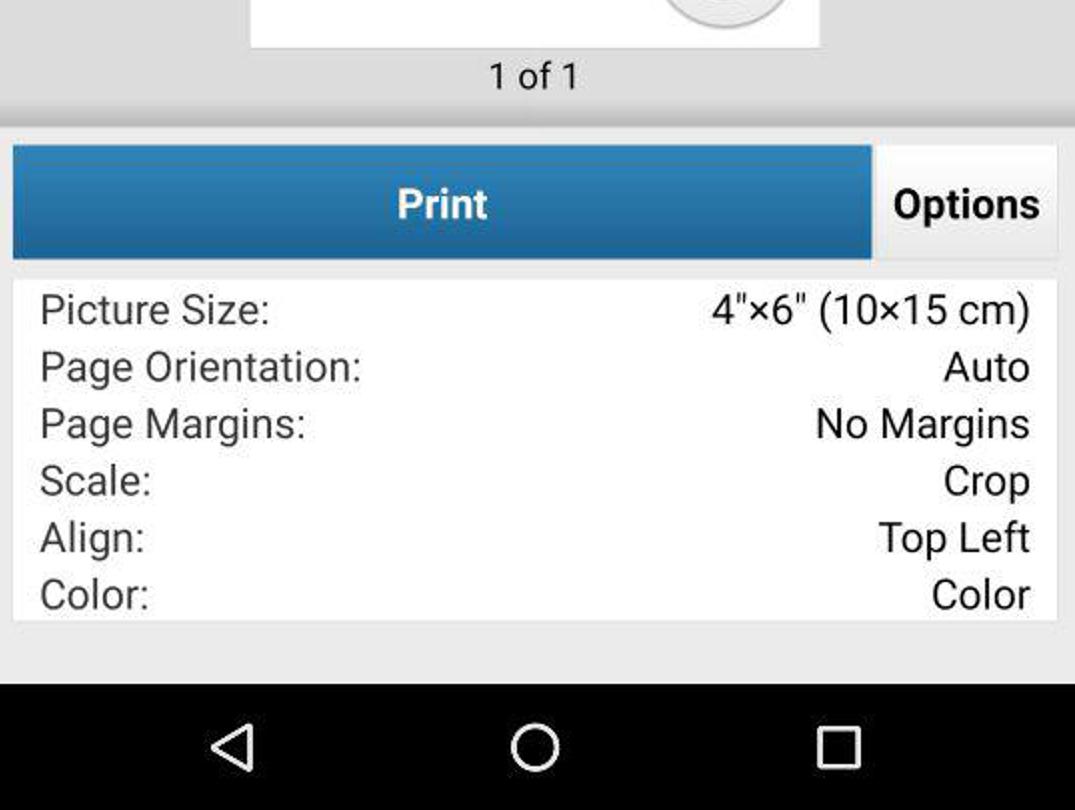 1 of 1
Print Options
Picture Size: 4"×6" (10×15 cm)
Page Orientation: Auto
Page Margins: No Margins
Scale: Crop
Align: Top Left
Color: Color